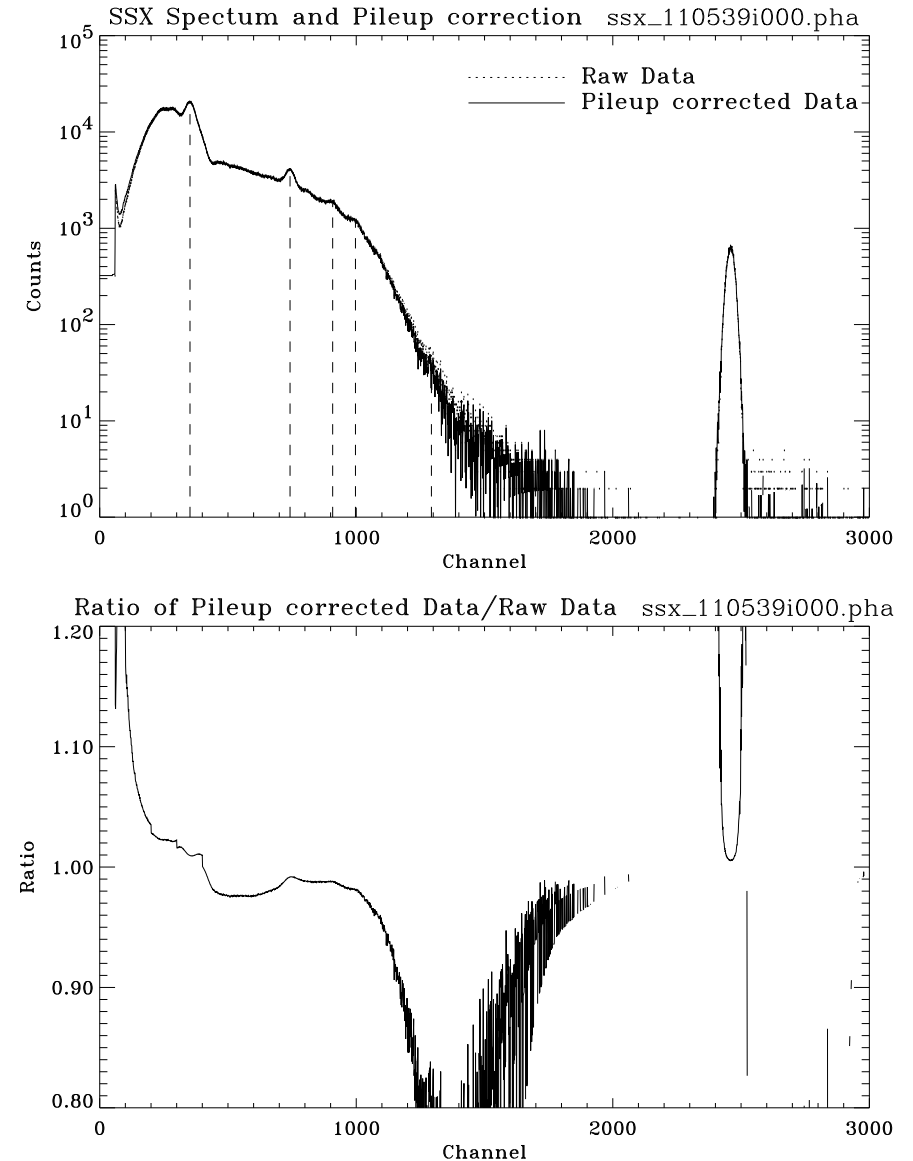 SSX Spectrum and Pileup correction ssx_110539i000.pha
10^5
Raw Data
Pileup corrected Data
10^4
10^3
Counts
10^2
10^1
10^0
0 1000 2000 3000
Channel
Ratio of Pileup corrected Data/Raw Data ssx_110539i000.pha
1.20
1.10
Ratio
1.00
0.90
0.80
0 1000 2000 3000
Channel